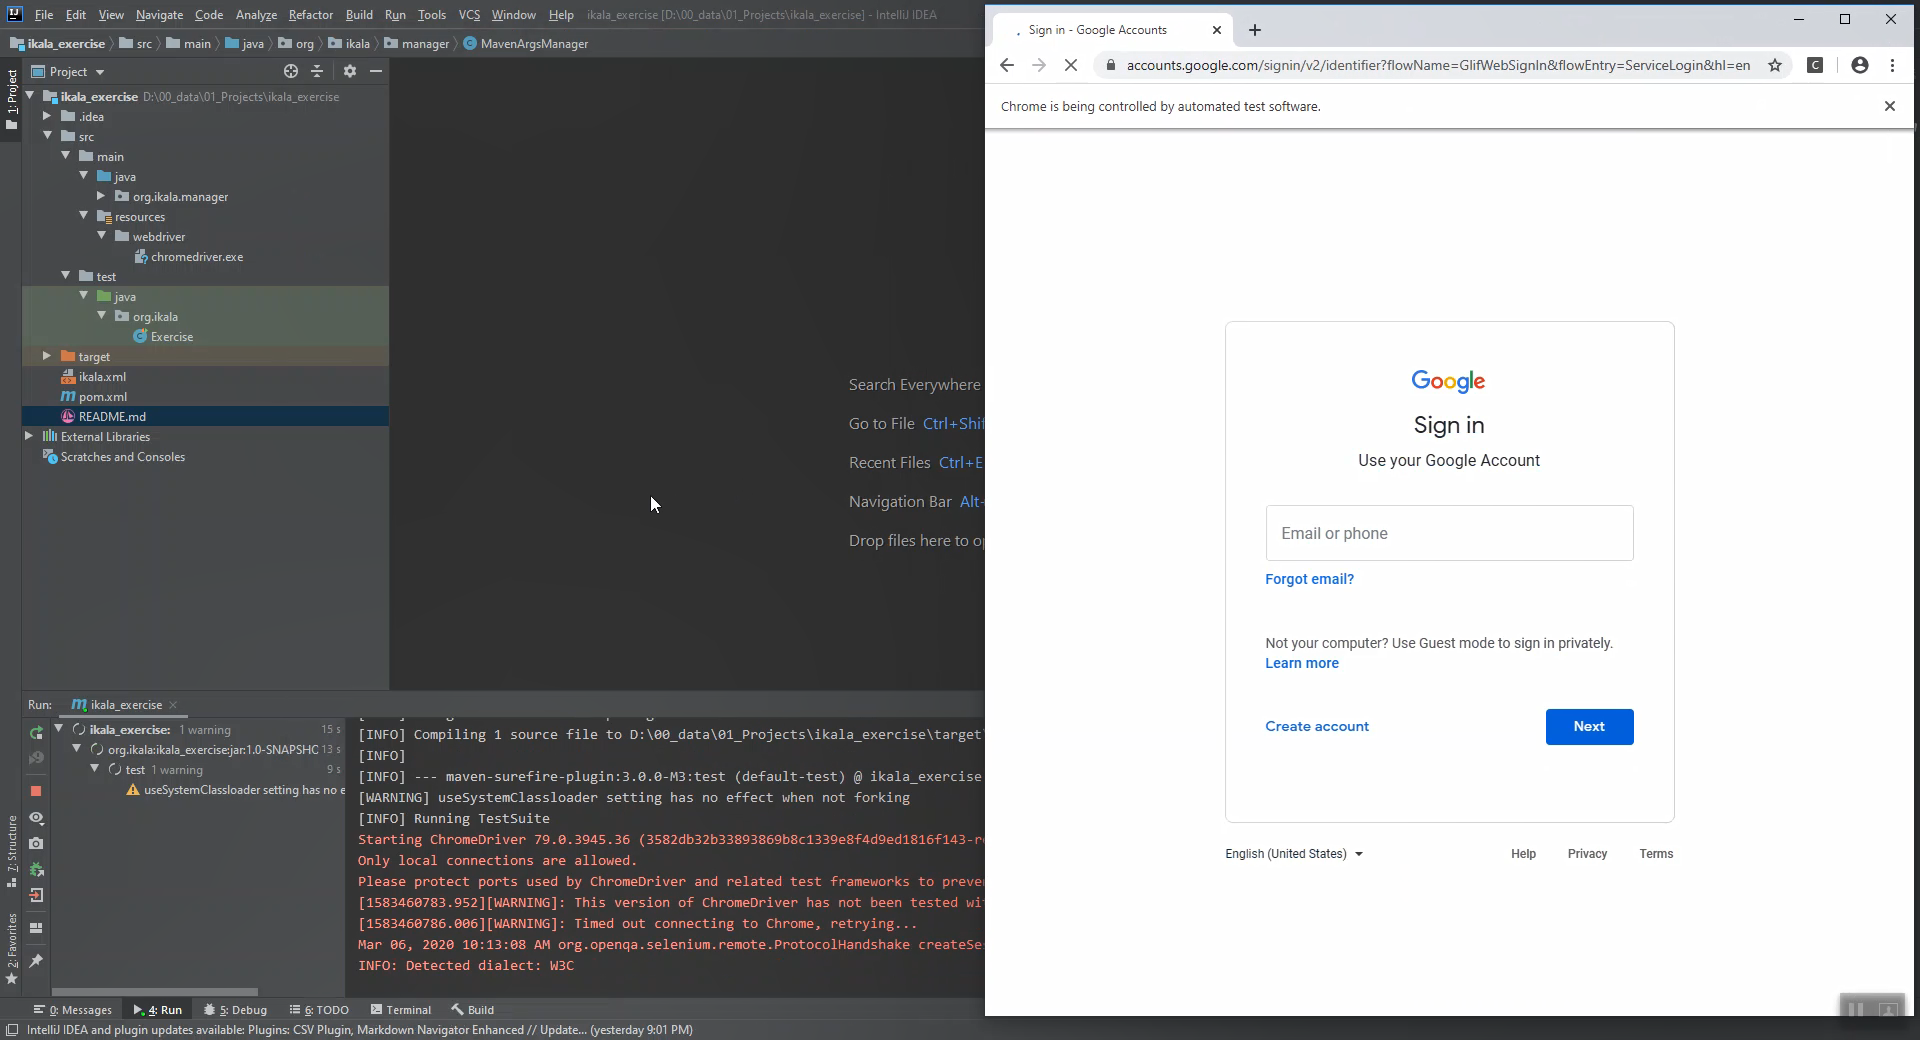 File Edit View Navigate Code Analyze Refactor Build Run Tools VCS Window Help ikala_exercise [D:\00_data\01_Projects\ikala_exercise] - IntelliJ IDEA
ikala_exercise src main java org ikala manager MavenArgsManager
1: Project
Project
ikala_exercise D:\00_data\01_Projects\ikala_exercise
.idea
src
main
java
org.ikala.manager
resources
webdriver
chromedriver.exe
test
java
org.ikala
Exercise
target
ikala.xml
pom.xml
README.md
External Libraries
Scratches and Consoles
Search Everywhere
Go to File Ctrl+Shif
Recent Files Ctrl+E
Navigation Bar Alt+
Drop files here to op
7: Structure
2: Favorites
Run: ikala_exercise
ikala_exercise: 1 warning 15 s
org.ikala:ikala_exercise:jar:1.0-SNAPSHO 13 s
test 1 warning 9 s
useSystemClassloader setting has no e
[INFO] Compiling 1 source file to D:\00_data\01_Projects\ikala_exercise\target\
[INFO]
[INFO] --- maven-surefire-plugin:3.0.0-M3:test (default-test) @ ikala_exercise
[WARNING] useSystemClassloader setting has no effect when not forking
[INFO] Running TestSuite
Starting ChromeDriver 79.0.3945.36 (3582db32b33893869b8c1339e8f4d9ed1816f143-re
Only local connections are allowed.
Please protect ports used by ChromeDriver and related test frameworks to preve
[1583460783.952][WARNING]: This version of ChromeDriver has not been tested wi
[1583460786.006][WARNING]: Timed out connecting to Chrome, retrying...
Mar 06, 2020 10:13:08 AM org.openqa.selenium.remote.ProtocolHandshake createSe
INFO: Detected dialect: W3C
0: Messages 4: Run 5: Debug 6: TODO Terminal Build
IntelliJ IDEA and plugin updates available: Plugins: CSV Plugin, Markdown Navigator Enhanced // Update... (yesterday 9:01 PM)
Sign in - Google Accounts
accounts.google.com/signin/v2/identifier?flowName=GlifWebSignIn&flowEntry=ServiceLogin&hl=en
Chrome is being controlled by automated test software.
Google
Sign in
Use your Google Account
Email or phone
Forgot email?
Not your computer? Use Guest mode to sign in privately.
Learn more
Create account
Next
English (United States) Help Privacy Terms